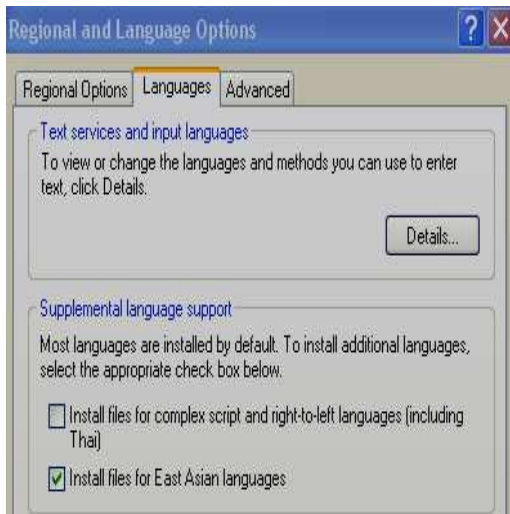 Regional and Language Options
Regional Options Languages Advanced
Text services and input languages
To view or change the languages and methods you can use to enter
text, click Details.
Details...
Supplemental language support
Most languages are installed by default. To install additional languages,
select the appropriate check box below.
Install files for complex script and right-to-left languages (including
Thai)
Install files for East Asian languages